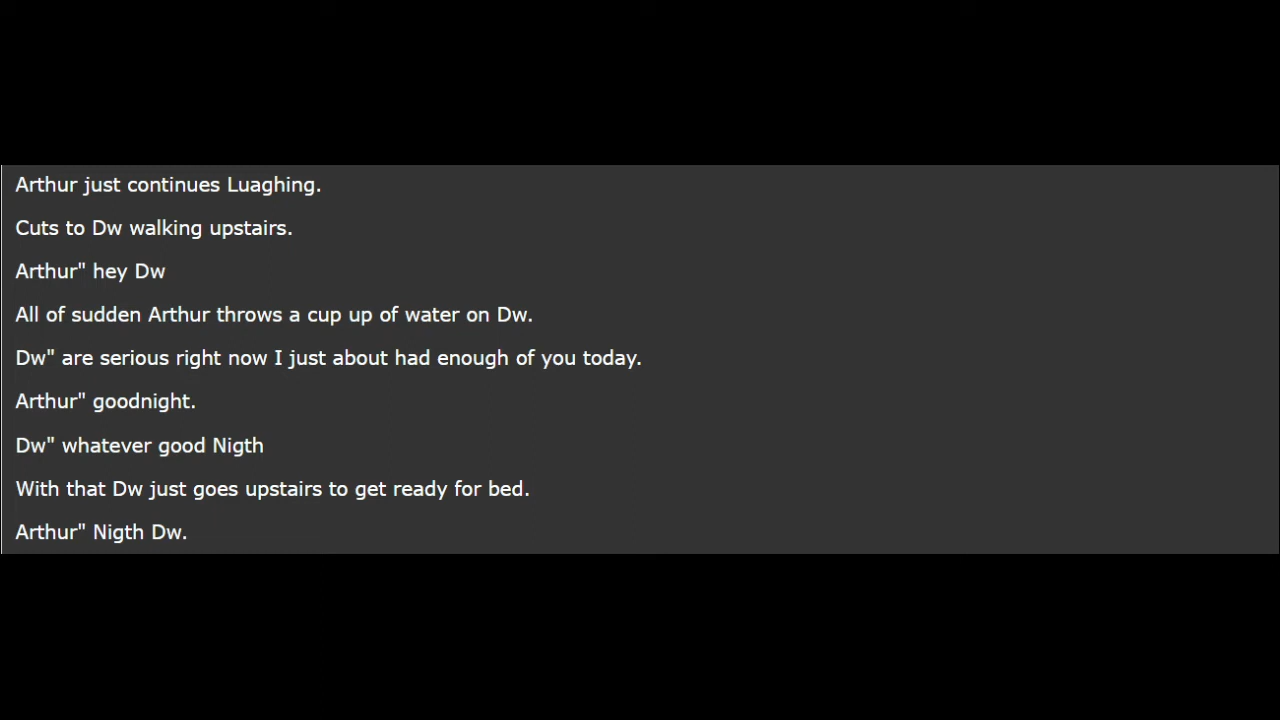 Arthur just continues Luaghing.
Cuts to Dw walking upstairs.
Arthur" hey Dw
All of sudden Arthur throws a cup up of water on Dw.
Dw" are serious right now I just about had enough of you today.
Arthur" goodnight.
Dw" whatever good Nigth
With that Dw just goes upstairs to get ready for bed.
Arthur" Nigth Dw.